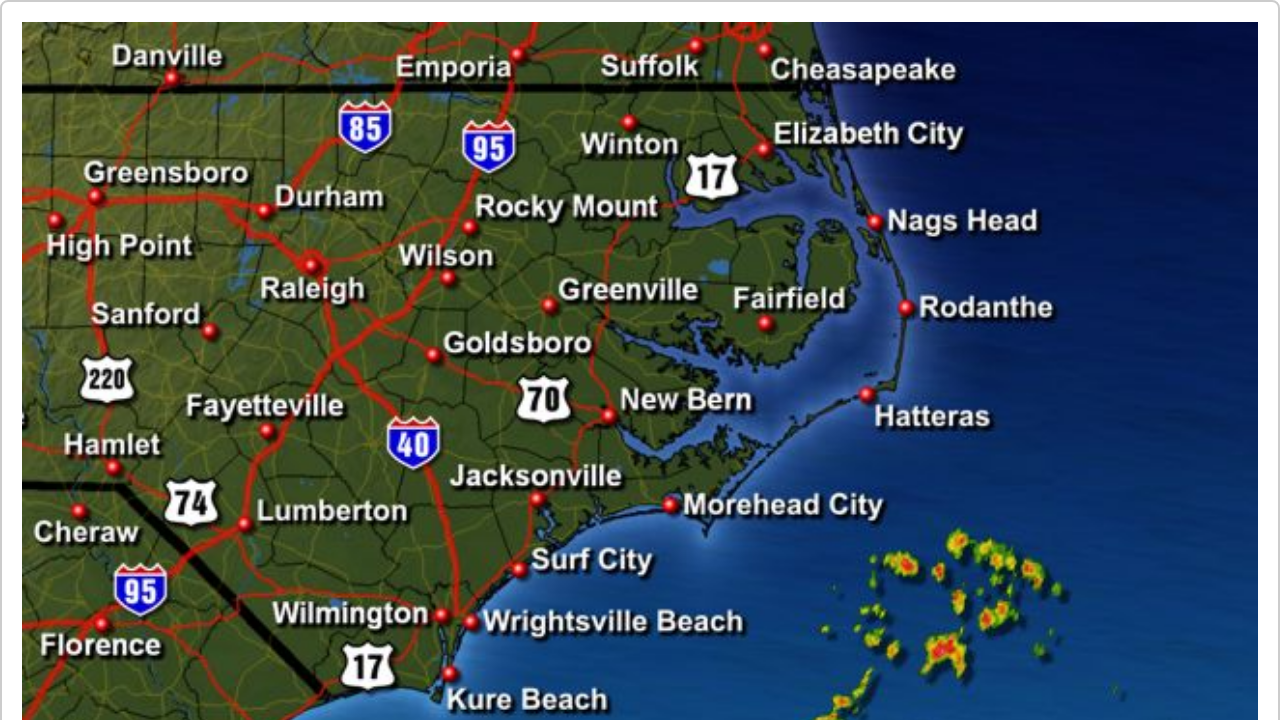 Danville
Emporia
Suffolk
Cheasapeake
85
95
Winton
Elizabeth City
17
Greensboro
Durham
Rocky Mount
Nags Head
High Point
Wilson
Raleigh
Greenville
Fairfield
Rodanthe
Sanford
Goldsboro
220
70
New Bern
Fayetteville
Hatteras
40
Hamlet
Jacksonville
74
Lumberton
Morehead City
Cheraw
Surf City
95
Wilmington
Wrightsville Beach
Florence
17
Kure Beach